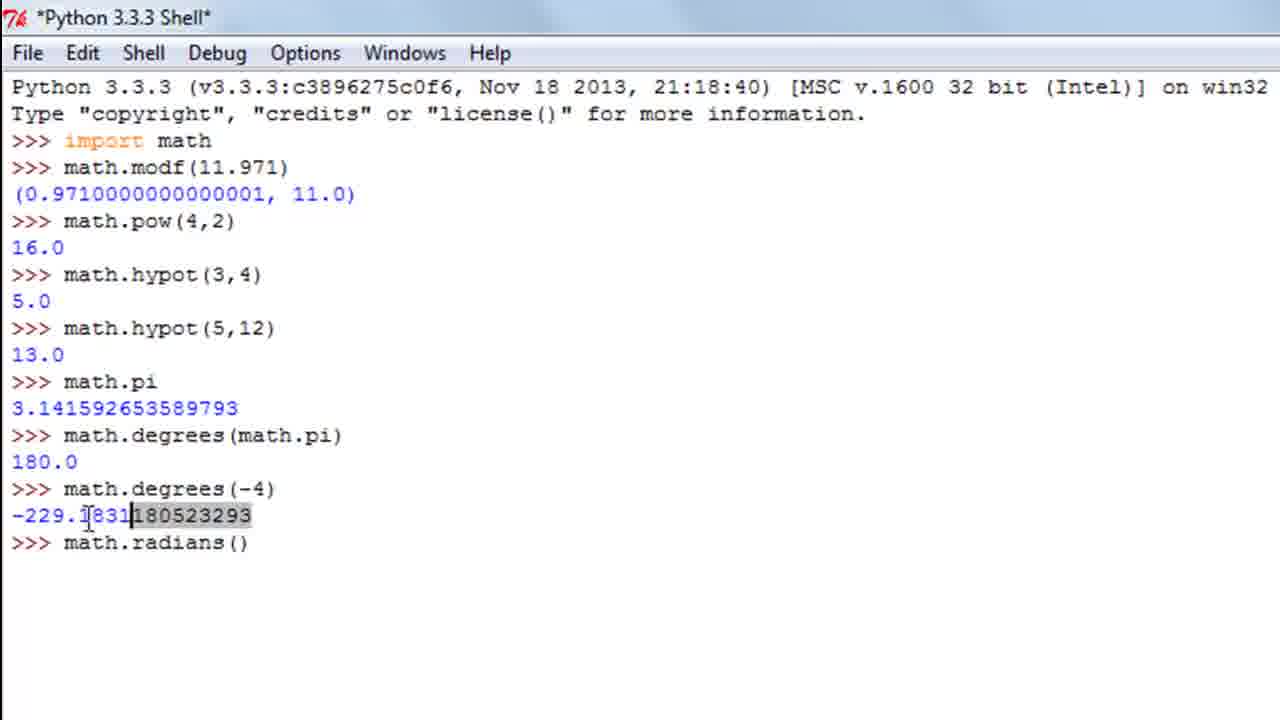 *Python 3.3.3 Shell*
File Edit Shell Debug Options Windows Help
Python 3.3.3 (v3.3.3:c3896275c0f6, Nov 18 2013, 21:18:40) [MSC v.1600 32 bit (Intel)] on win32
Type "copyright", "credits" or "license()" for more information.
>>> import math
>>> math.modf(11.971)
(0.9710000000000001, 11.0)
>>> math.pow(4,2)
16.0
>>> math.hypot(3,4)
5.0
>>> math.hypot(5,12)
13.0
>>> math.pi
3.141592653589793
>>> math.degrees(math.pi)
180.0
>>> math.degrees(-4)
-229.1831180523293
>>> math.radians()